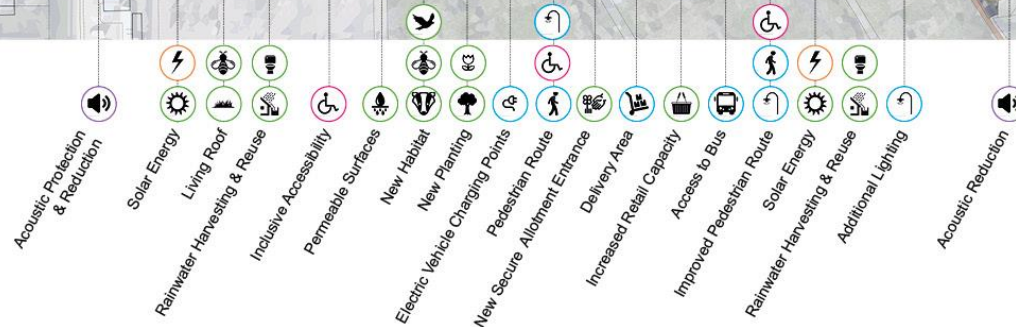 Acoustic Protection
& Reduction
Solar Energy
Living Roof
Rainwater Harvesting & Reuse
Inclusive Accessibility
Permeable Surfaces
New Habitat
New Planting
Electric Vehicle Charging Points
Pedestrian Route
New Secure Allotment Entrance
Delivery Area
Increased Retail Capacity
Access to Bus
Improved Pedestrian Route
Solar Energy
Rainwater Harvesting & Reuse
Additional Lighting
Acoustic Reduction